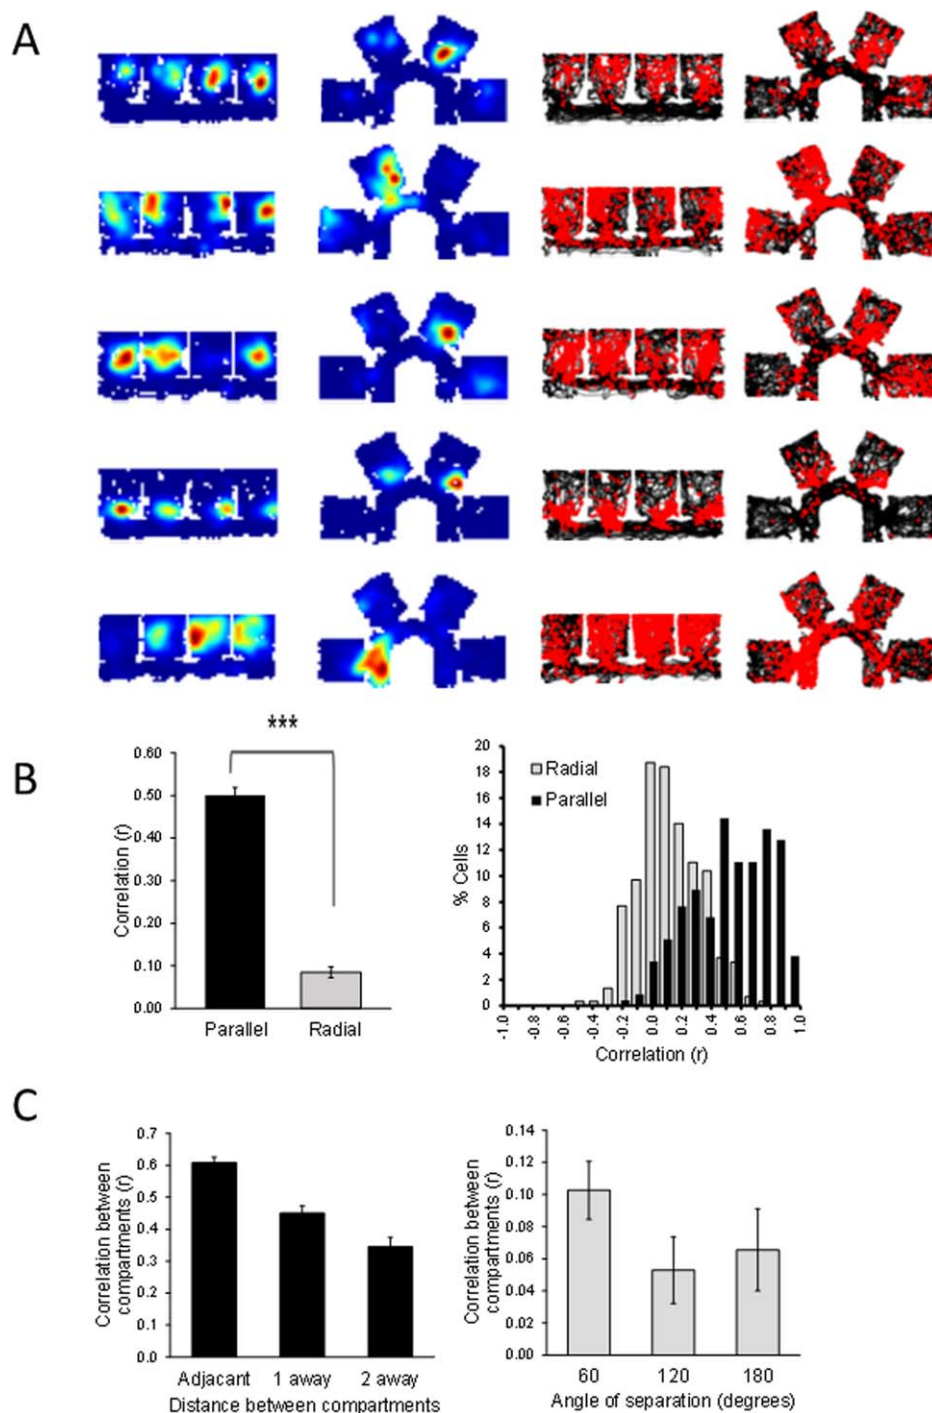 A
B
***
0.60
0.50
0.40
0.30
0.20
0.10
0.00
Correlation (r)
Parallel
Radial
20
18
16
14
12
10
8
6
4
2
0
% Cells
Radial
Parallel
-1.0
-0.8
-0.6
-0.4
-0.2
0.0
0.2
0.4
0.6
0.8
1.0
Correlation (r)
C
0.7
0.6
0.5
0.4
0.3
0.2
0.1
0.0
Correlation between
compartments (r)
Adjacant
1 away
2 away
Distance between compartments
0.14
0.12
0.10
0.08
0.06
0.04
0.02
0.00
Correlation between
compartments (r)
60
120
180
Angle of separation (degrees)